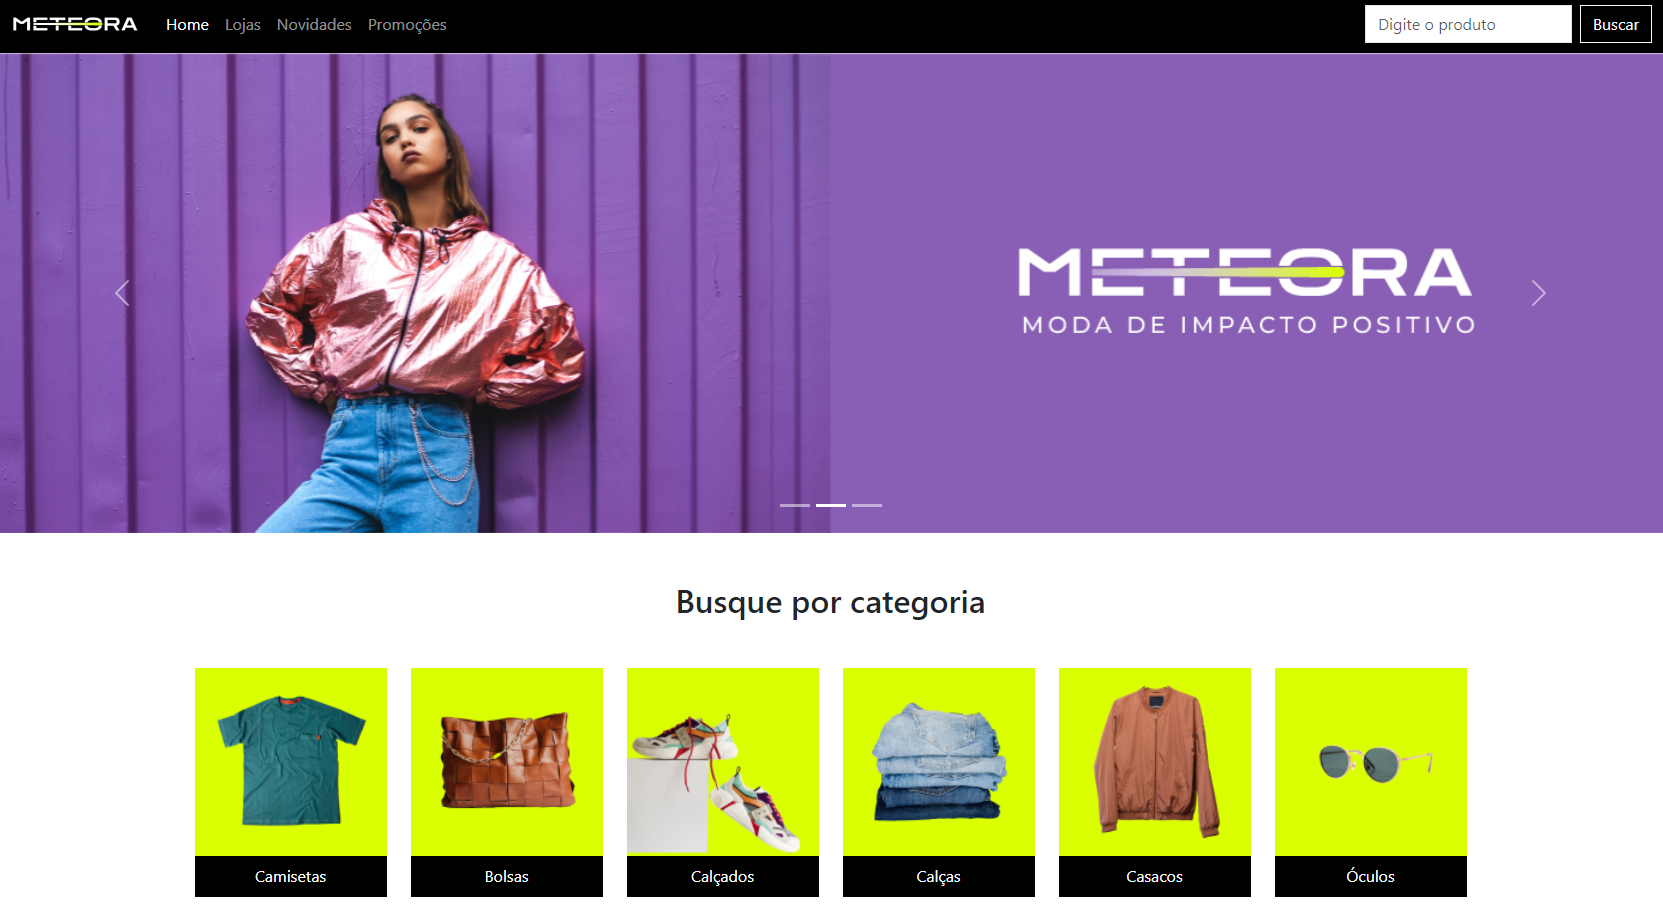 METEORA Home Lojas Novidades Promoções Digite o produto Buscar
METEORA
MODA DE IMPACTO POSITIVO
Busque por categoria
Camisetas Bolsas Calçados Calças Casacos Óculos